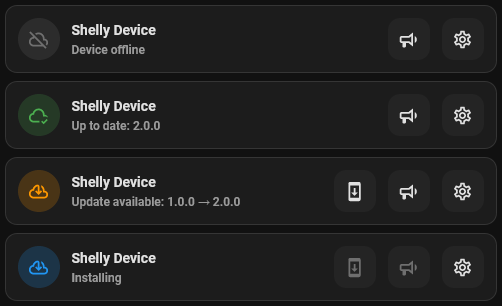 Shelly Device
Device offline
Shelly Device
Up to date: 2.0.0
Shelly Device
Update available: 1.0.0 → 2.0.0
Shelly Device
Installing